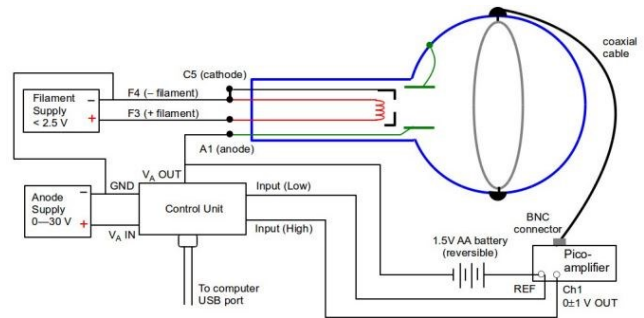 coaxial
cable
C5 (cathode)
F4 (– filament)
Filament
Supply
< 2.5 V
–
+
F3 (+ filament)
A1 (anode)
V_A OUT
GND
Anode
Supply
0—30 V
–
+
V_A IN
Control Unit
Input (Low)
Input (High)
BNC
connector
1.5V AA battery
(reversible)
Pico-
amplifier
REF
Ch1
0±1 V OUT
To computer
USB port